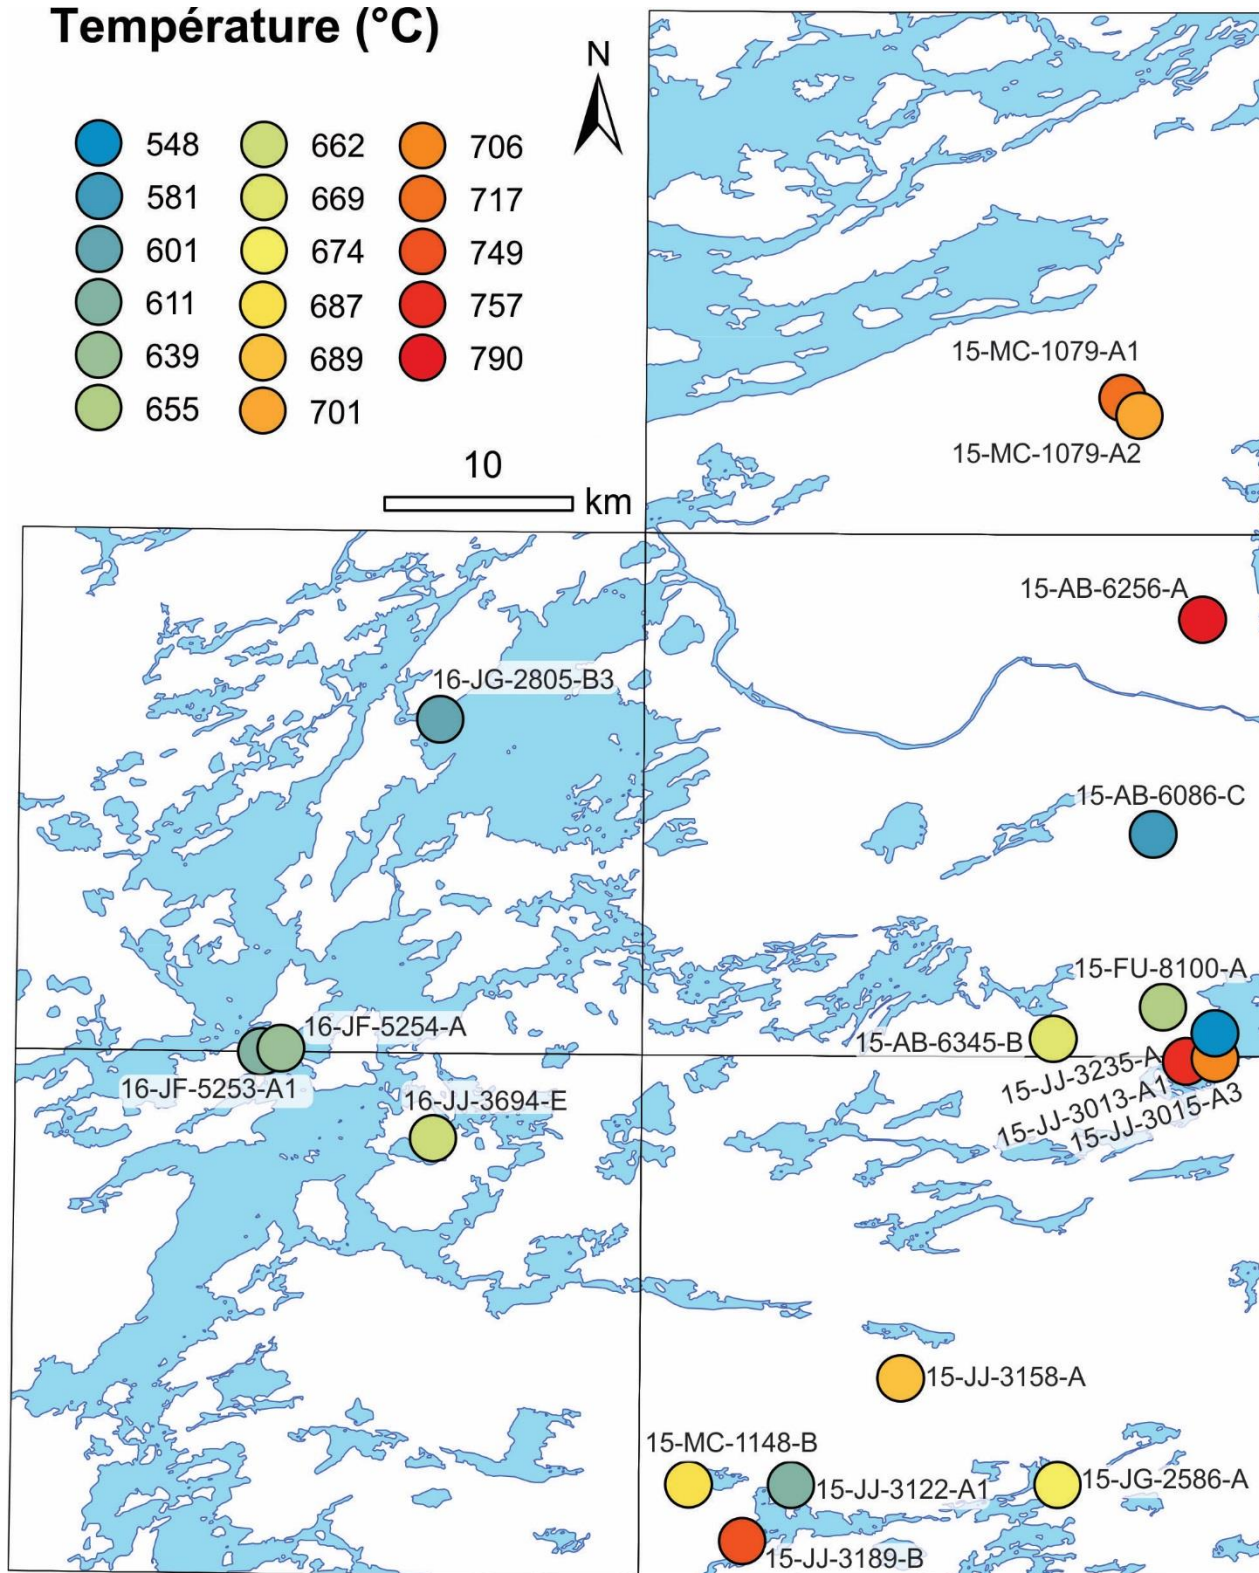 Température (°C)
N
548 662 706
581 669 717
601 674 749
611 687 757
639 689 790
655 701
10
km
15-MC-1079-A1
15-MC-1079-A2
15-AB-6256-A
16-JG-2805-B3
15-AB-6086-C
15-FU-8100-A
16-JF-5254-A
15-AB-6345-B
16-JF-5253-A1
15-JJ-3235-A
15-JJ-3013-A1
15-JJ-3015-A3
16-JJ-3694-E
15-JJ-3158-A
15-MC-1148-B
15-JJ-3122-A1
15-JG-2586-A
15-JJ-3189-B